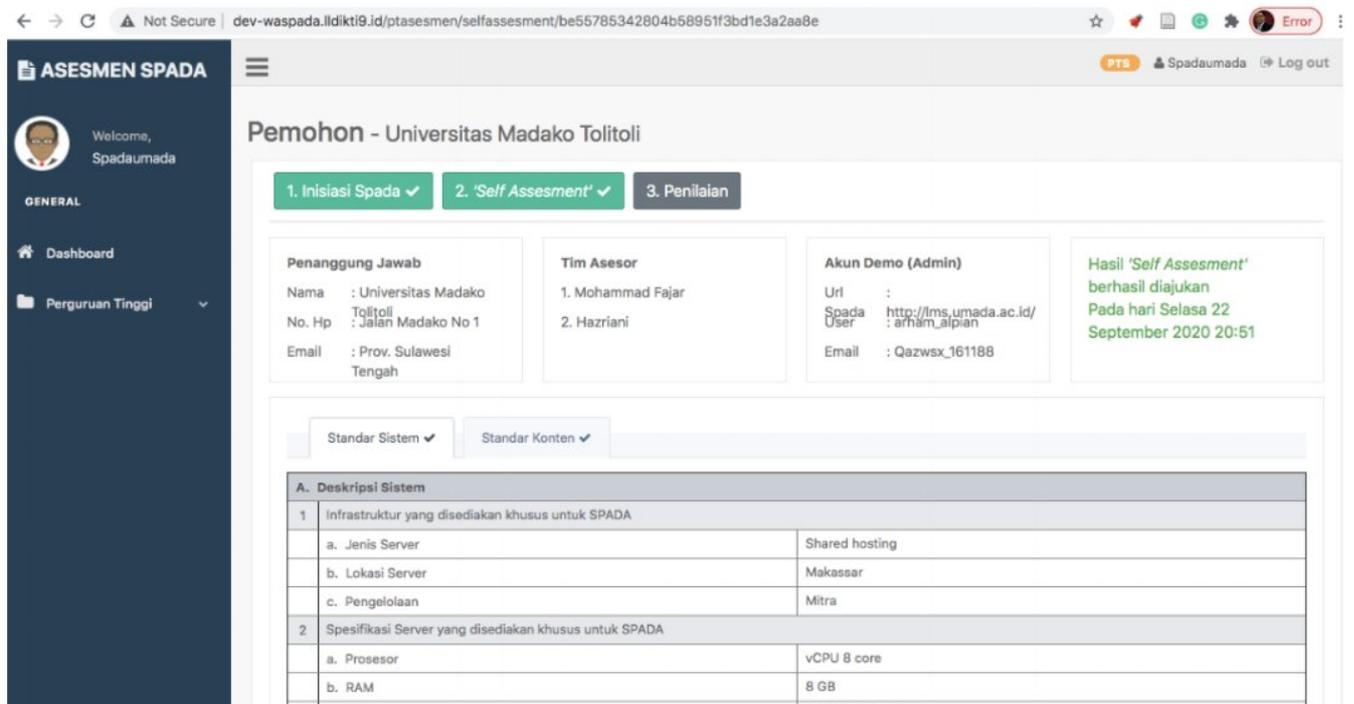 Not Secure | dev-waspada.lldikti9.id/ptasesmen/selfassesment/be55785342804b58951f3bd1e3a2aa8e
Error
ASESMEN SPADA
PTS Spadaumada Log out
Welcome,
Spadaumada
GENERAL
Dashboard
Perguruan Tinggi
Pemohon - Universitas Madako Tolitoli
1. Inisiasi Spada ✔ 2. 'Self Assesment' ✔ 3. Penilaian
Penanggung Jawab
Nama : Universitas Madako
Tolitoli
No. Hp : Jalan Madako No 1
Email : Prov. Sulawesi
Tengah
Tim Asesor
1. Mohammad Fajar
2. Hazriani
Akun Demo (Admin)
Url :
Spada http://lms.umada.ac.id/
User : arham_alpian
Email : Qazwsx_161188
Hasil 'Self Assesment'
berhasil diajukan
Pada hari Selasa 22
September 2020 20:51
Standar Sistem ✔ Standar Konten ✔
A. Deskripsi Sistem
1 Infrastruktur yang disediakan khusus untuk SPADA
a. Jenis Server Shared hosting
b. Lokasi Server Makassar
c. Pengelolaan Mitra
2 Spesifikasi Server yang disediakan khusus untuk SPADA
a. Prosesor vCPU 8 core
b. RAM 8 GB